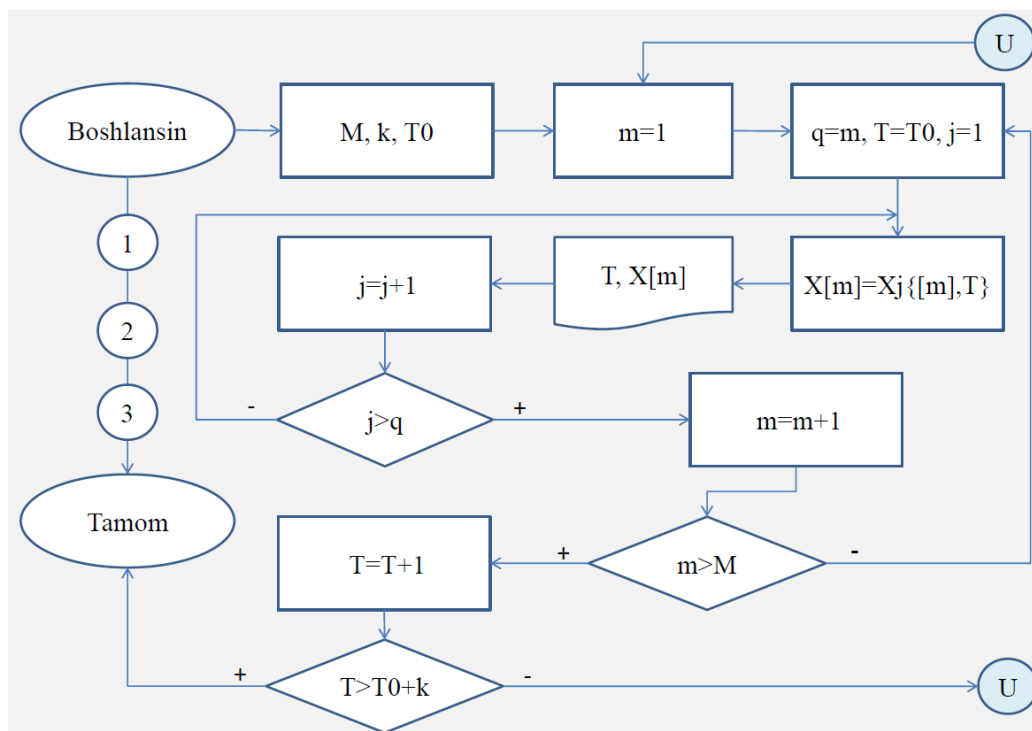 U
Boshlansin
M, k, T0
m=1
q=m, T=T0, j=1
1
j=j+1
T, X[m]
X[m]=Xj{[m],T}
2
3
-
j>q
+
m=m+1
Tamom
T=T+1
+
m>M
-
+
T>T0+k
-
U